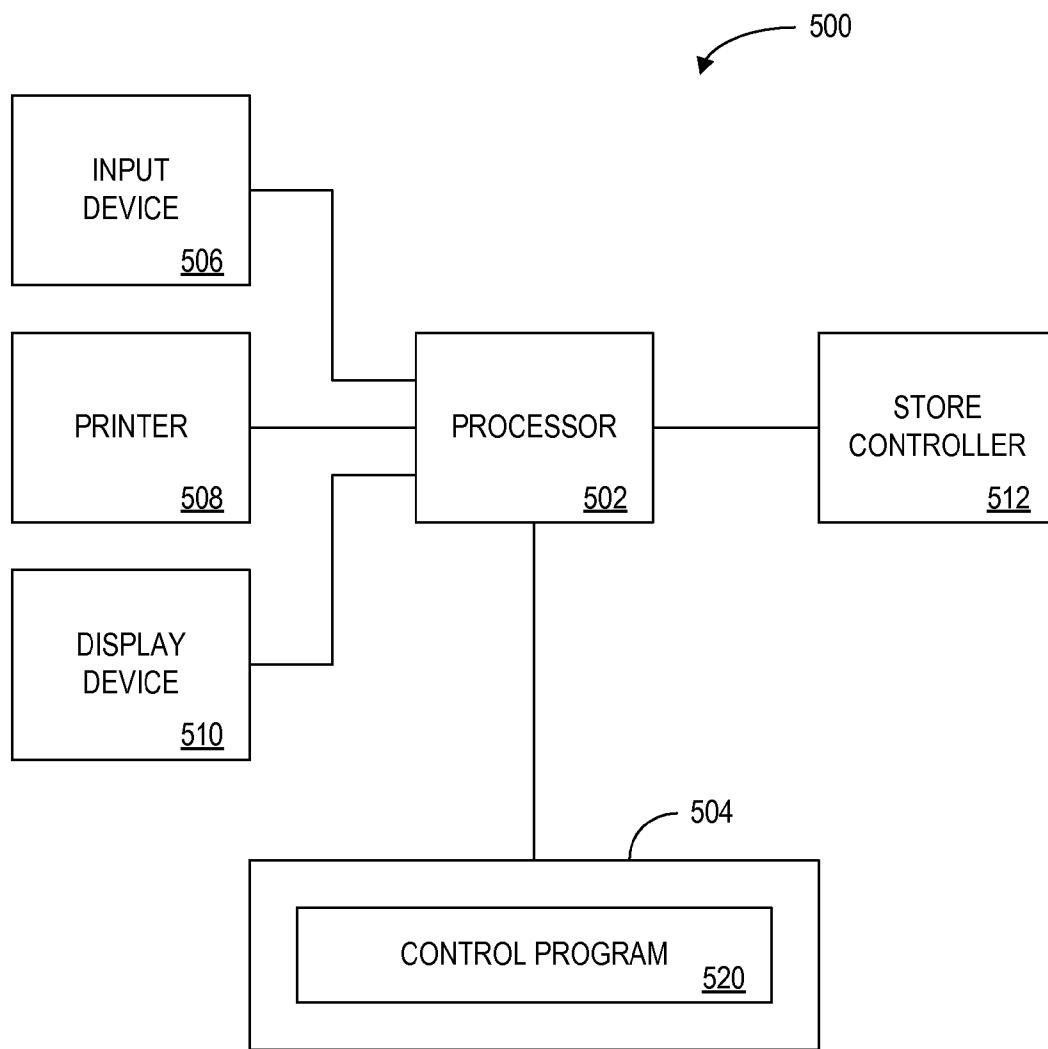 500
INPUT
DEVICE
506
PRINTER
508
PROCESSOR
502
STORE
CONTROLLER
512
DISPLAY
DEVICE
510
504
CONTROL PROGRAM
520